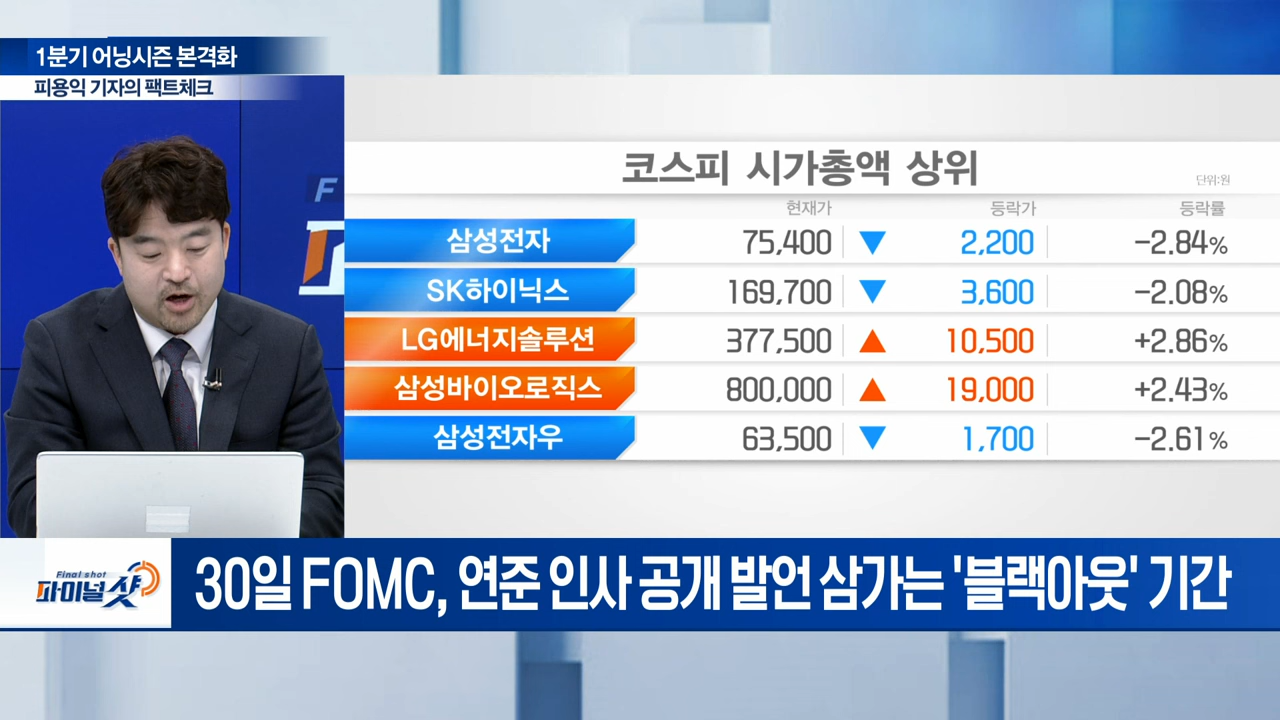 1분기 어닝시즌 본격화
피용익 기자의 팩트체크
F
코스피 시가총액 상위
단위:원
현재가 등락가 등락률
삼성전자 75,400 ▼ 2,200 -2.84%
SK하이닉스 169,700 ▼ 3,600 -2.08%
LG에너지솔루션 377,500 ▲ 10,500 +2.86%
삼성바이오로직스 800,000 ▲ 19,000 +2.43%
삼성전자우 63,500 ▼ 1,700 -2.61%
Final shot
파이널샷
30일 FOMC, 연준 인사 공개 발언 삼가는 '블랙아웃' 기간